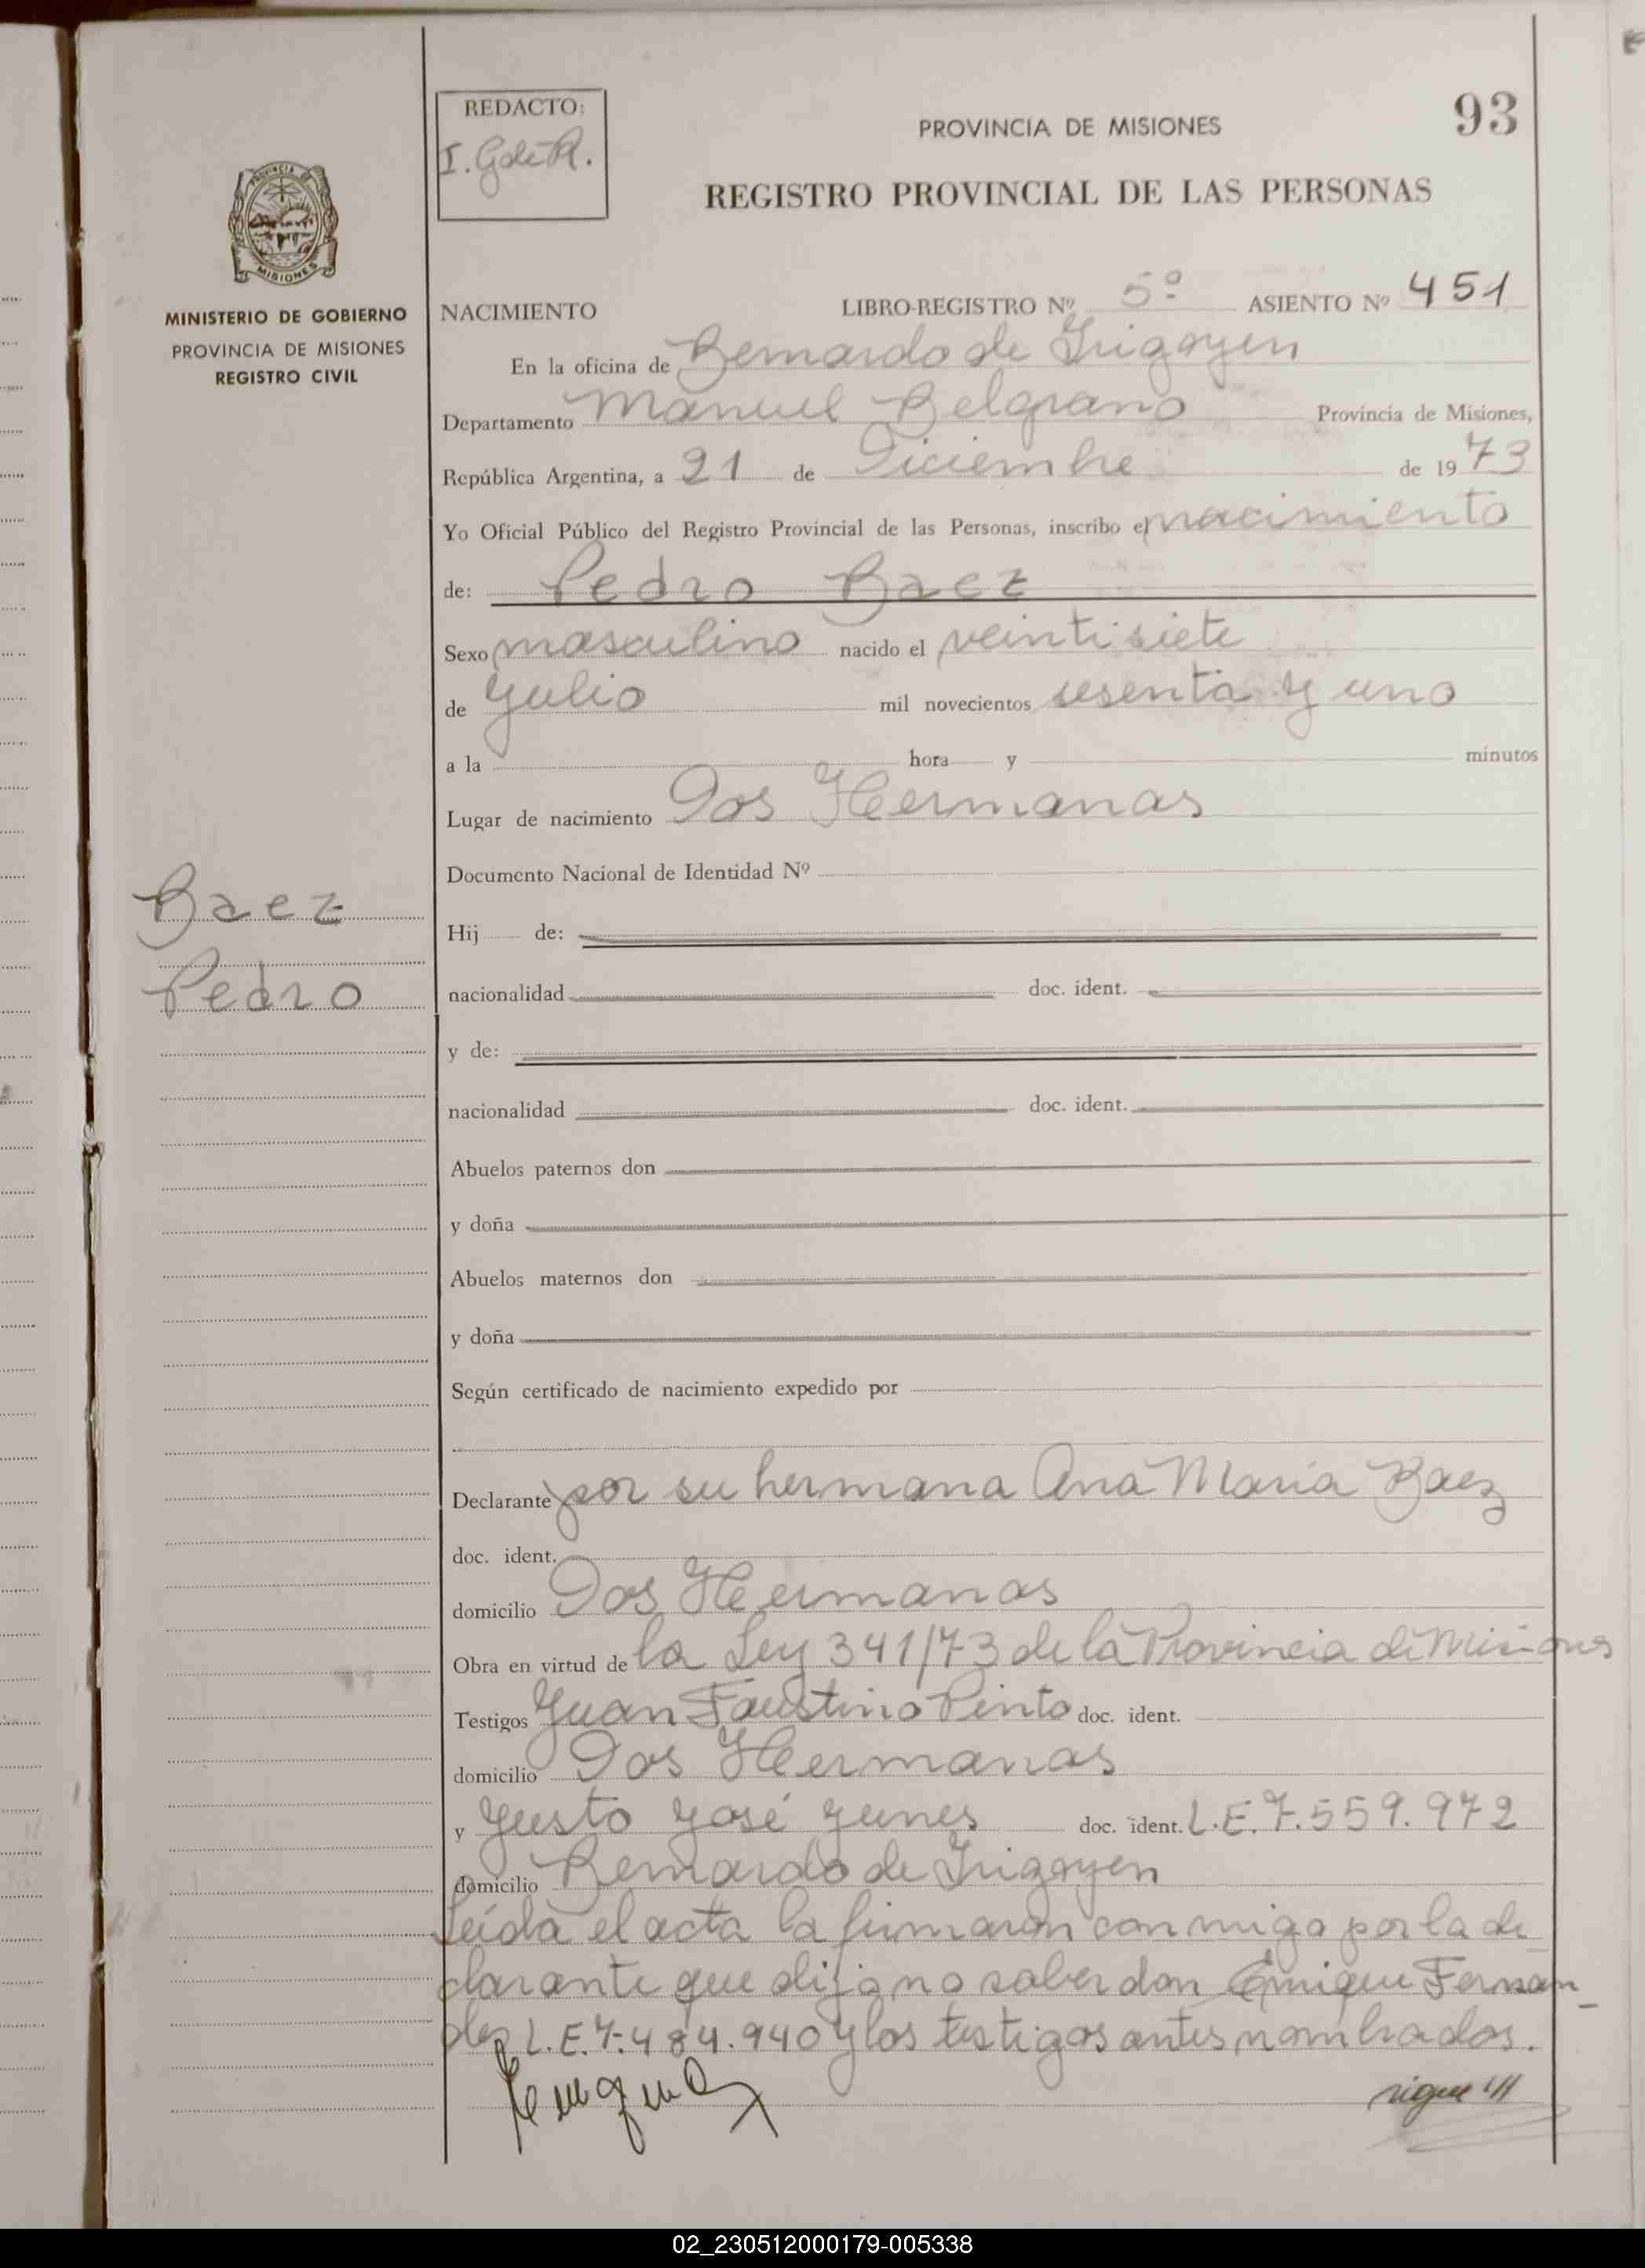 REDACTO:
93
PROVINCIA DE MISIONES
REGISTRO PROVINCIAL DE LAS PERSONAS
MISIONES
MINISTERIO DE GOBIERNO
PROVINCIA DE MISIONES
REGISTRO CIVIL
NACIMIENTO LIBRO-REGISTRO Nº 5º ASIENTO Nº 451
En la oficina de Bernardo de Irigoyen
Departamento Manuel Belgrano Provincia de Misiones,
República Argentina, a 21 de Diciembre de 1973
Yo Oficial Público del Registro Provincial de las Personas, inscribo el nacimiento
de: Pedro Baez
Sexo masculino nacido el veintisiete
de Julio mil novecientos sesenta y uno
a la hora y minutos
Lugar de nacimiento Dos Hermanas
Documento Nacional de Identidad Nº
Baez
Hij de:
Pedro
nacionalidad doc. ident.
y de:
nacionalidad doc. ident.
Abuelos paternos don
y doña
Abuelos maternos don
y doña
Según certificado de nacimiento expedido por
Declarante por su hermana Ana Maria Baez
doc. ident.
domicilio Dos Hermanas
Obra en virtud de la Ley 341/73 de la Provincia de Misiones
Testigos Juan Faustino Pinto doc. ident.
domicilio Dos Hermanas
y Justo José Junes doc. ident. L.E. 7.559.972
domicilio Bernardo de Irigoyen
Leída el acta la firmaron conmigo por la de
clarante que dijo no saber don Enrique Fernan_
dez L.E. 7.484.940 y los testigos antes nombrados.
sigue ///
02_230512000179-005338